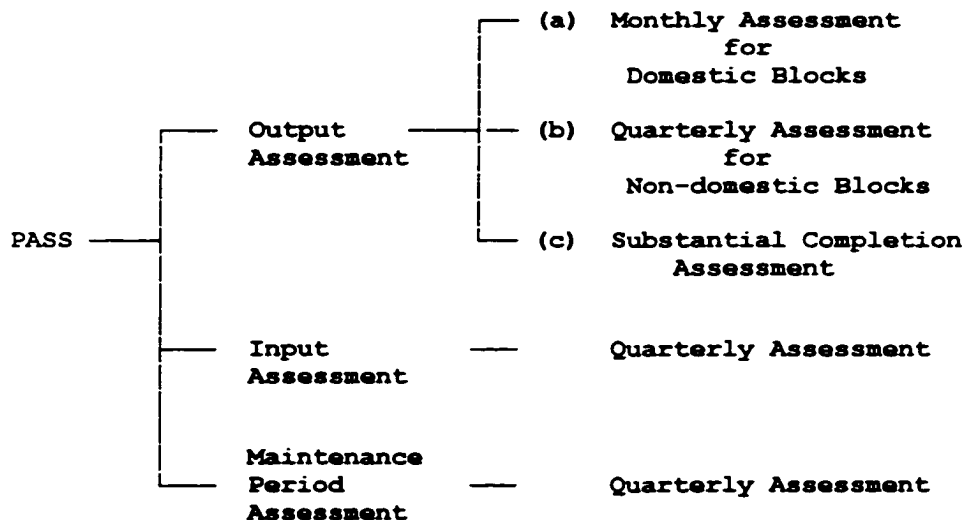 PASS
Output
Assessment
(a) Monthly Assessment
for
Domestic Blocks
(b) Quarterly Assessment
for
Non-domestic Blocks
(c) Substantial Completion
Assessment
Input
Assessment
Quarterly Assessment
Maintenance
Period
Assessment
Quarterly Assessment